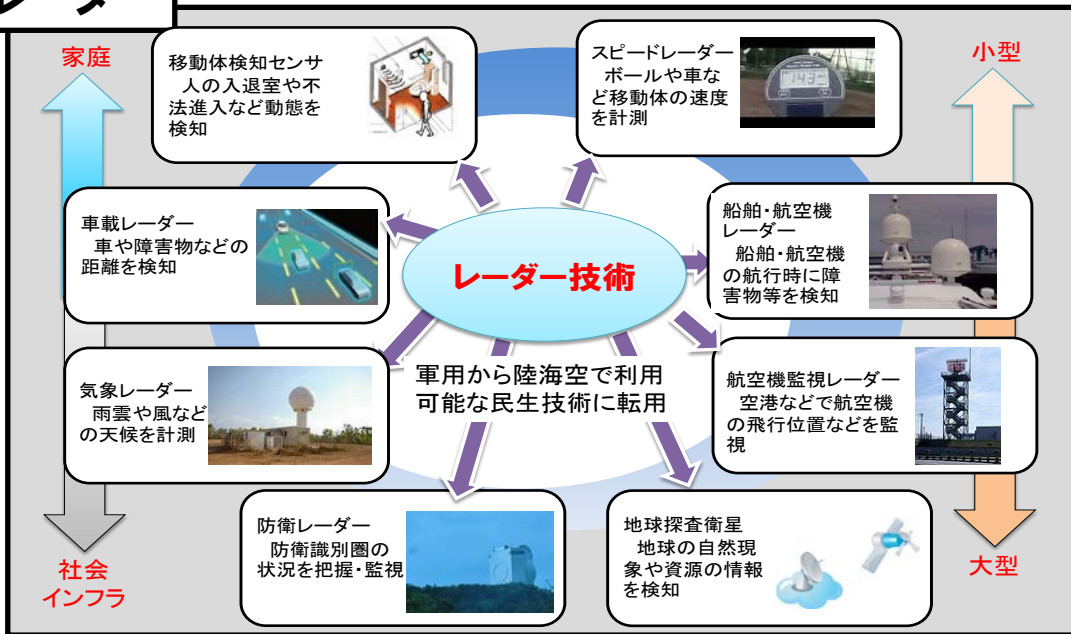 レーダー
家庭
小型
移動体検知センサ
人の入退室や不
法進入など動態を
検知
スピードレーダー
ボールや車な
ど移動体の速度
を計測
143
車載レーダー
車や障害物などの
距離を検知
船舶・航空機
レーダー
船舶・航空機
の航行時に障
害物等を検知
レーダー技術
軍用から陸海空で利用
可能な民生技術に転用
気象レーダー
雨雲や風など
の天候を計測
航空機監視レーダー
空港などで航空機
の飛行位置などを監
視
防衛レーダー
防衛識別圏の
状況を把握・監視
地球探査衛星
地球の自然現
象や資源の情報
を検知
社会
インフラ
大型